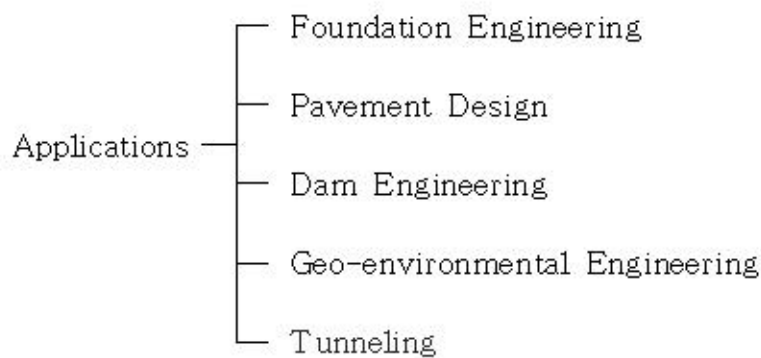 Foundation Engineering
Pavement Design
Applications
Dam Engineering
Geo-environmental Engineering
Tunneling